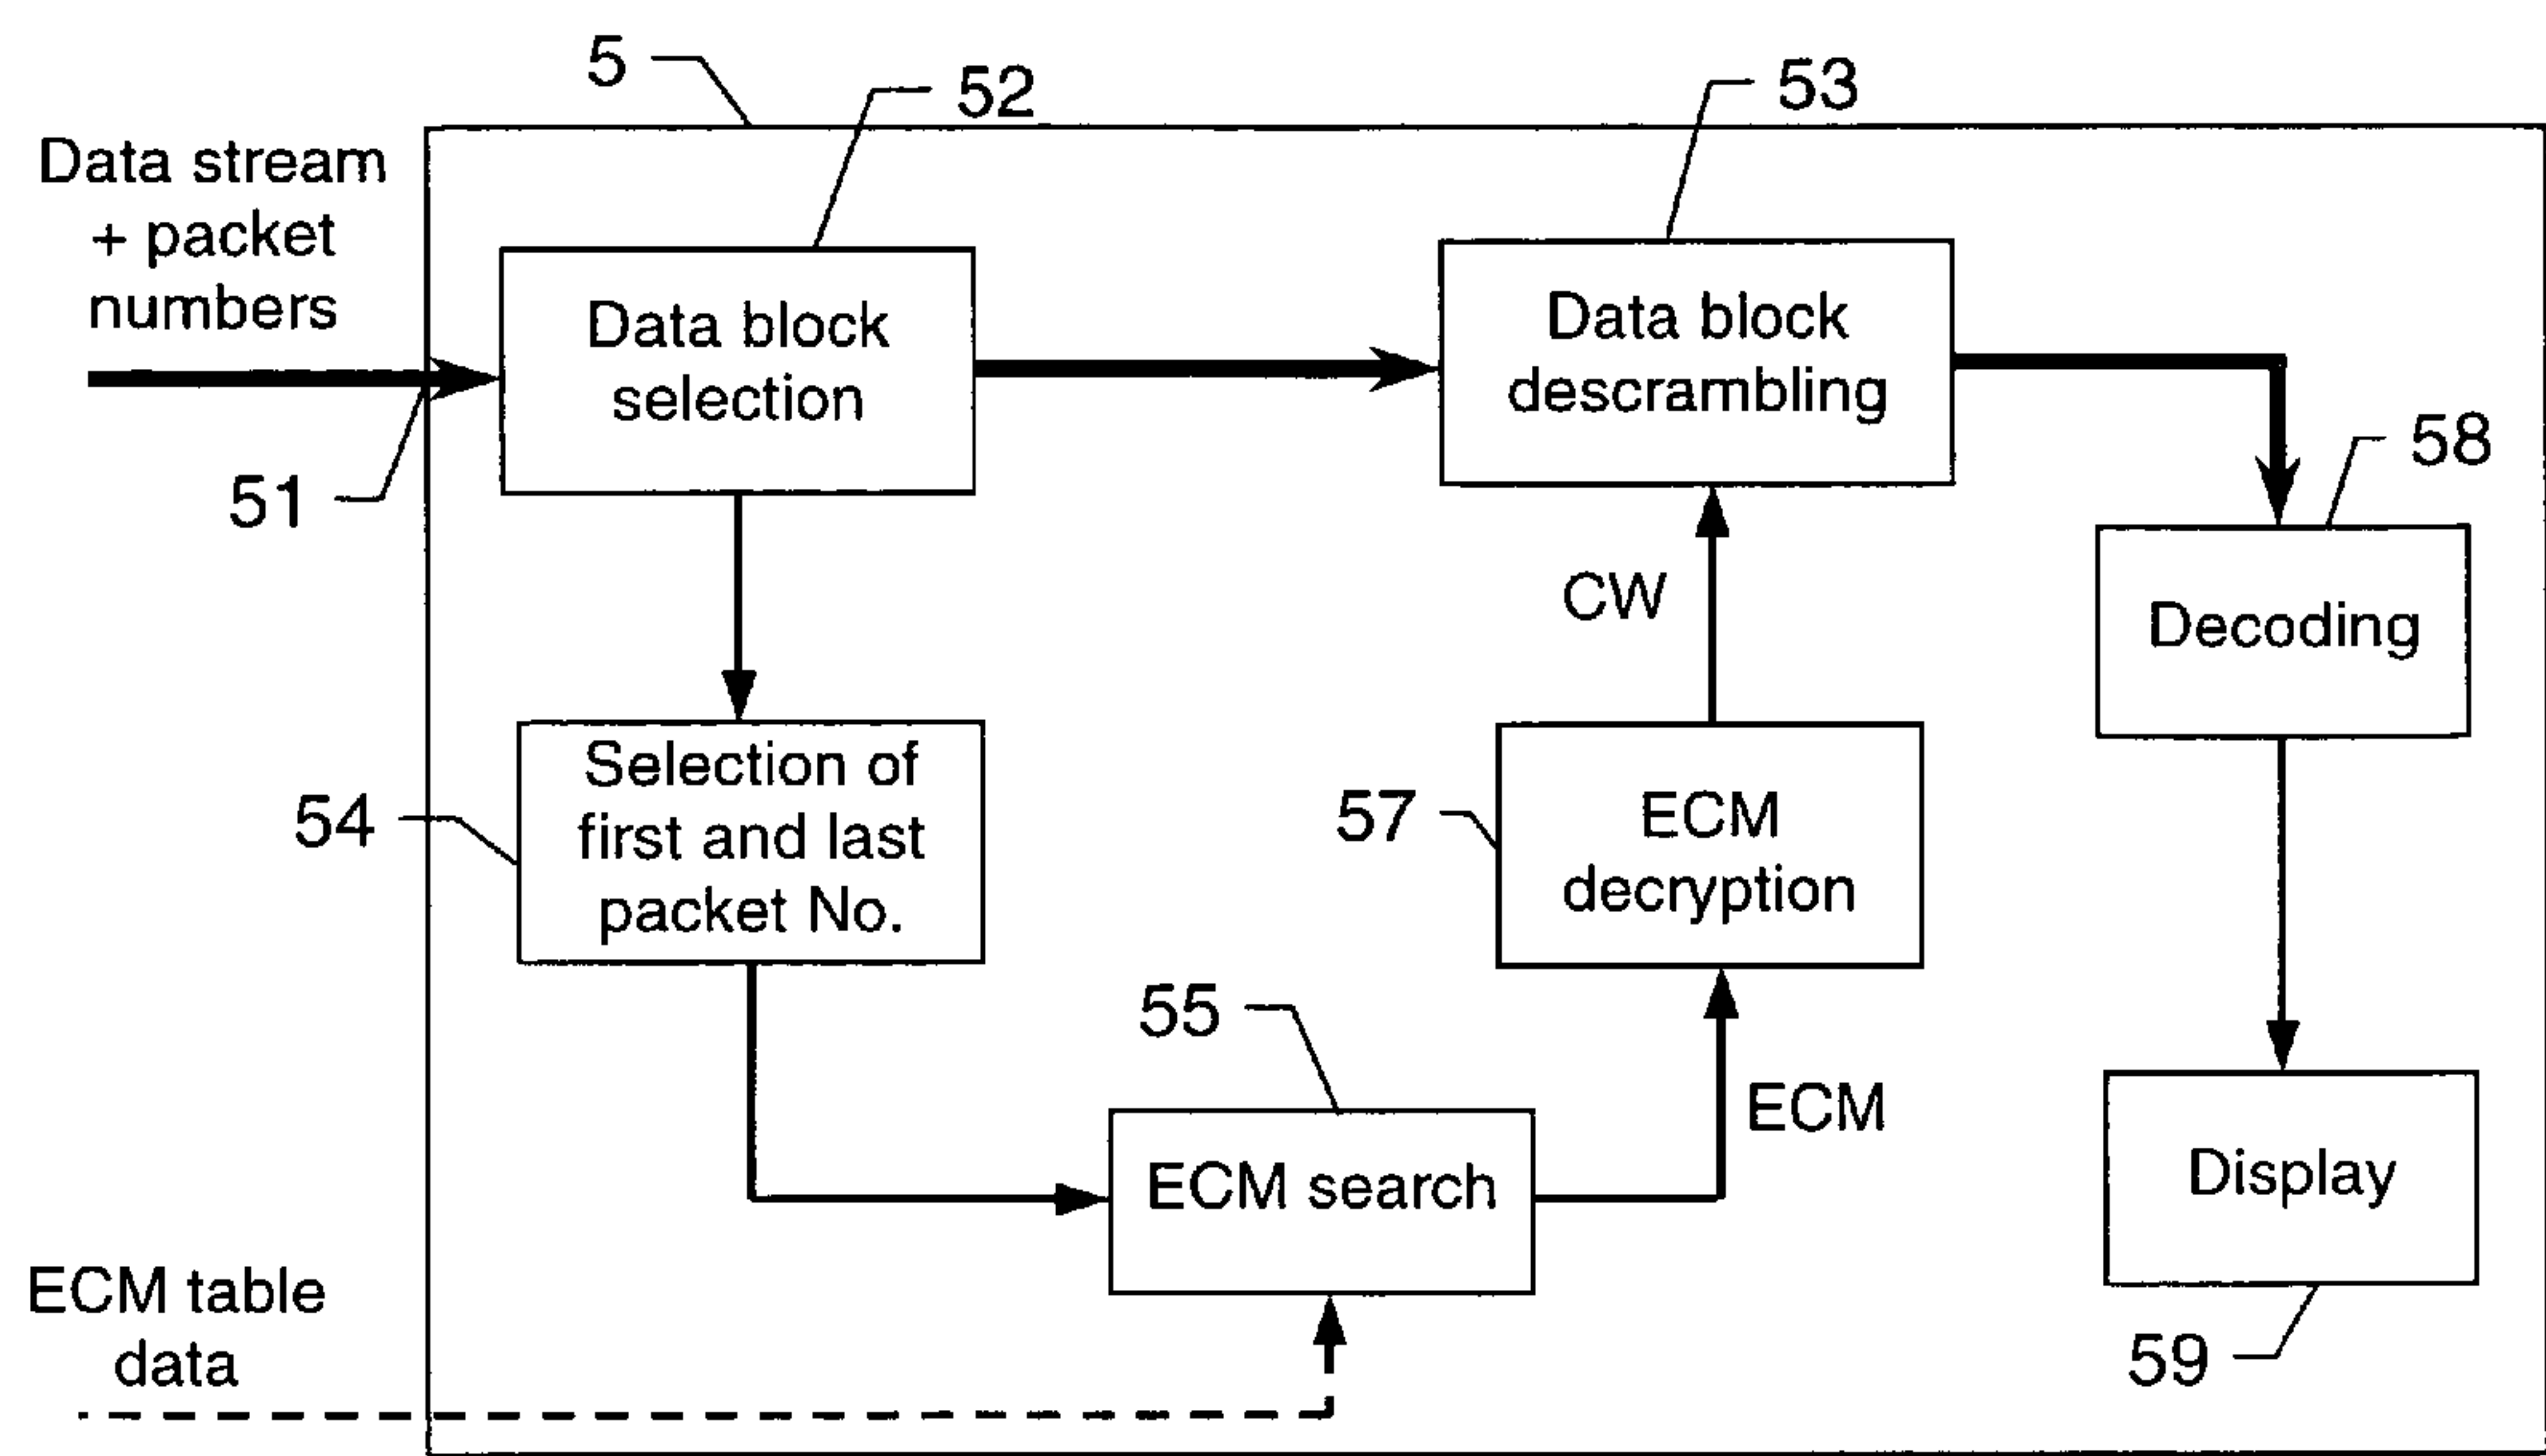 5
52
53
Data stream
+ packet
numbers
Data block
selection
Data block
descrambling
51
58
CW
Decoding
Selection of
first and last
packet No.
54
57
ECM
decryption
55
ECM
ECM search
Display
ECM table
data
59